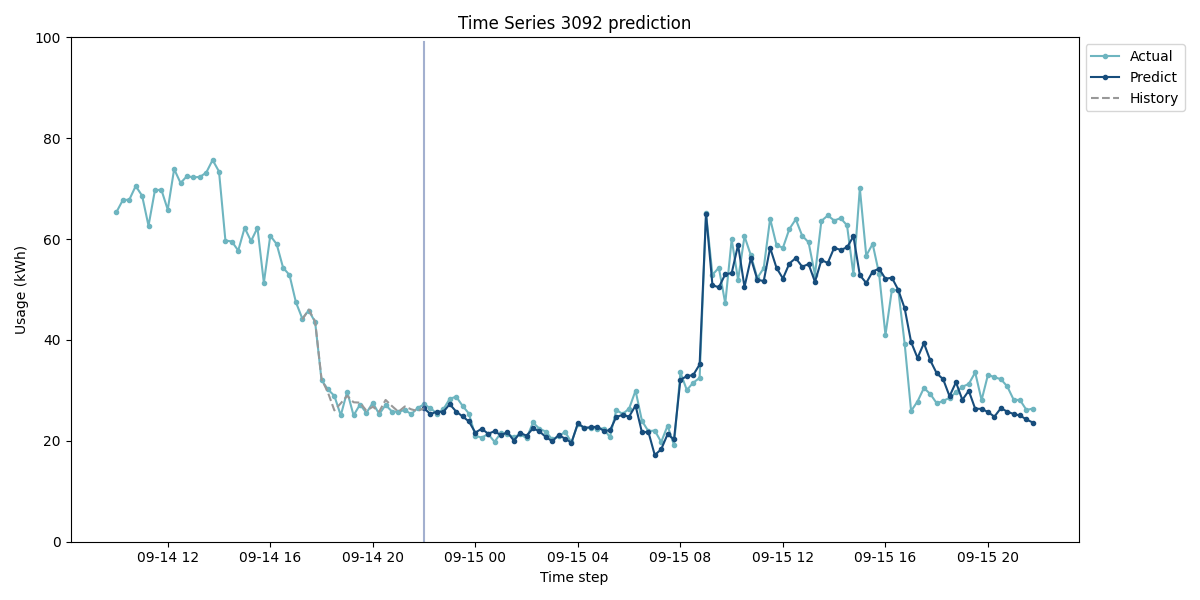 Time Series 3092 prediction
100
80
60
40
20
0
Usage (kWh)
09-14 12
09-14 16
09-14 20
09-15 00
09-15 04
09-15 08
09-15 12
09-15 16
09-15 20
Time step
Actual
Predict
History